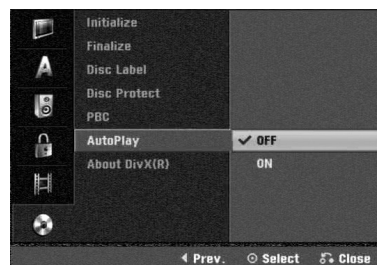 Initialize
Finalize
Disc Label
Disc Protect
PBC
AutoPlay
✔ OFF
About DivX(R)
ON
A
Prev.
Select
Close